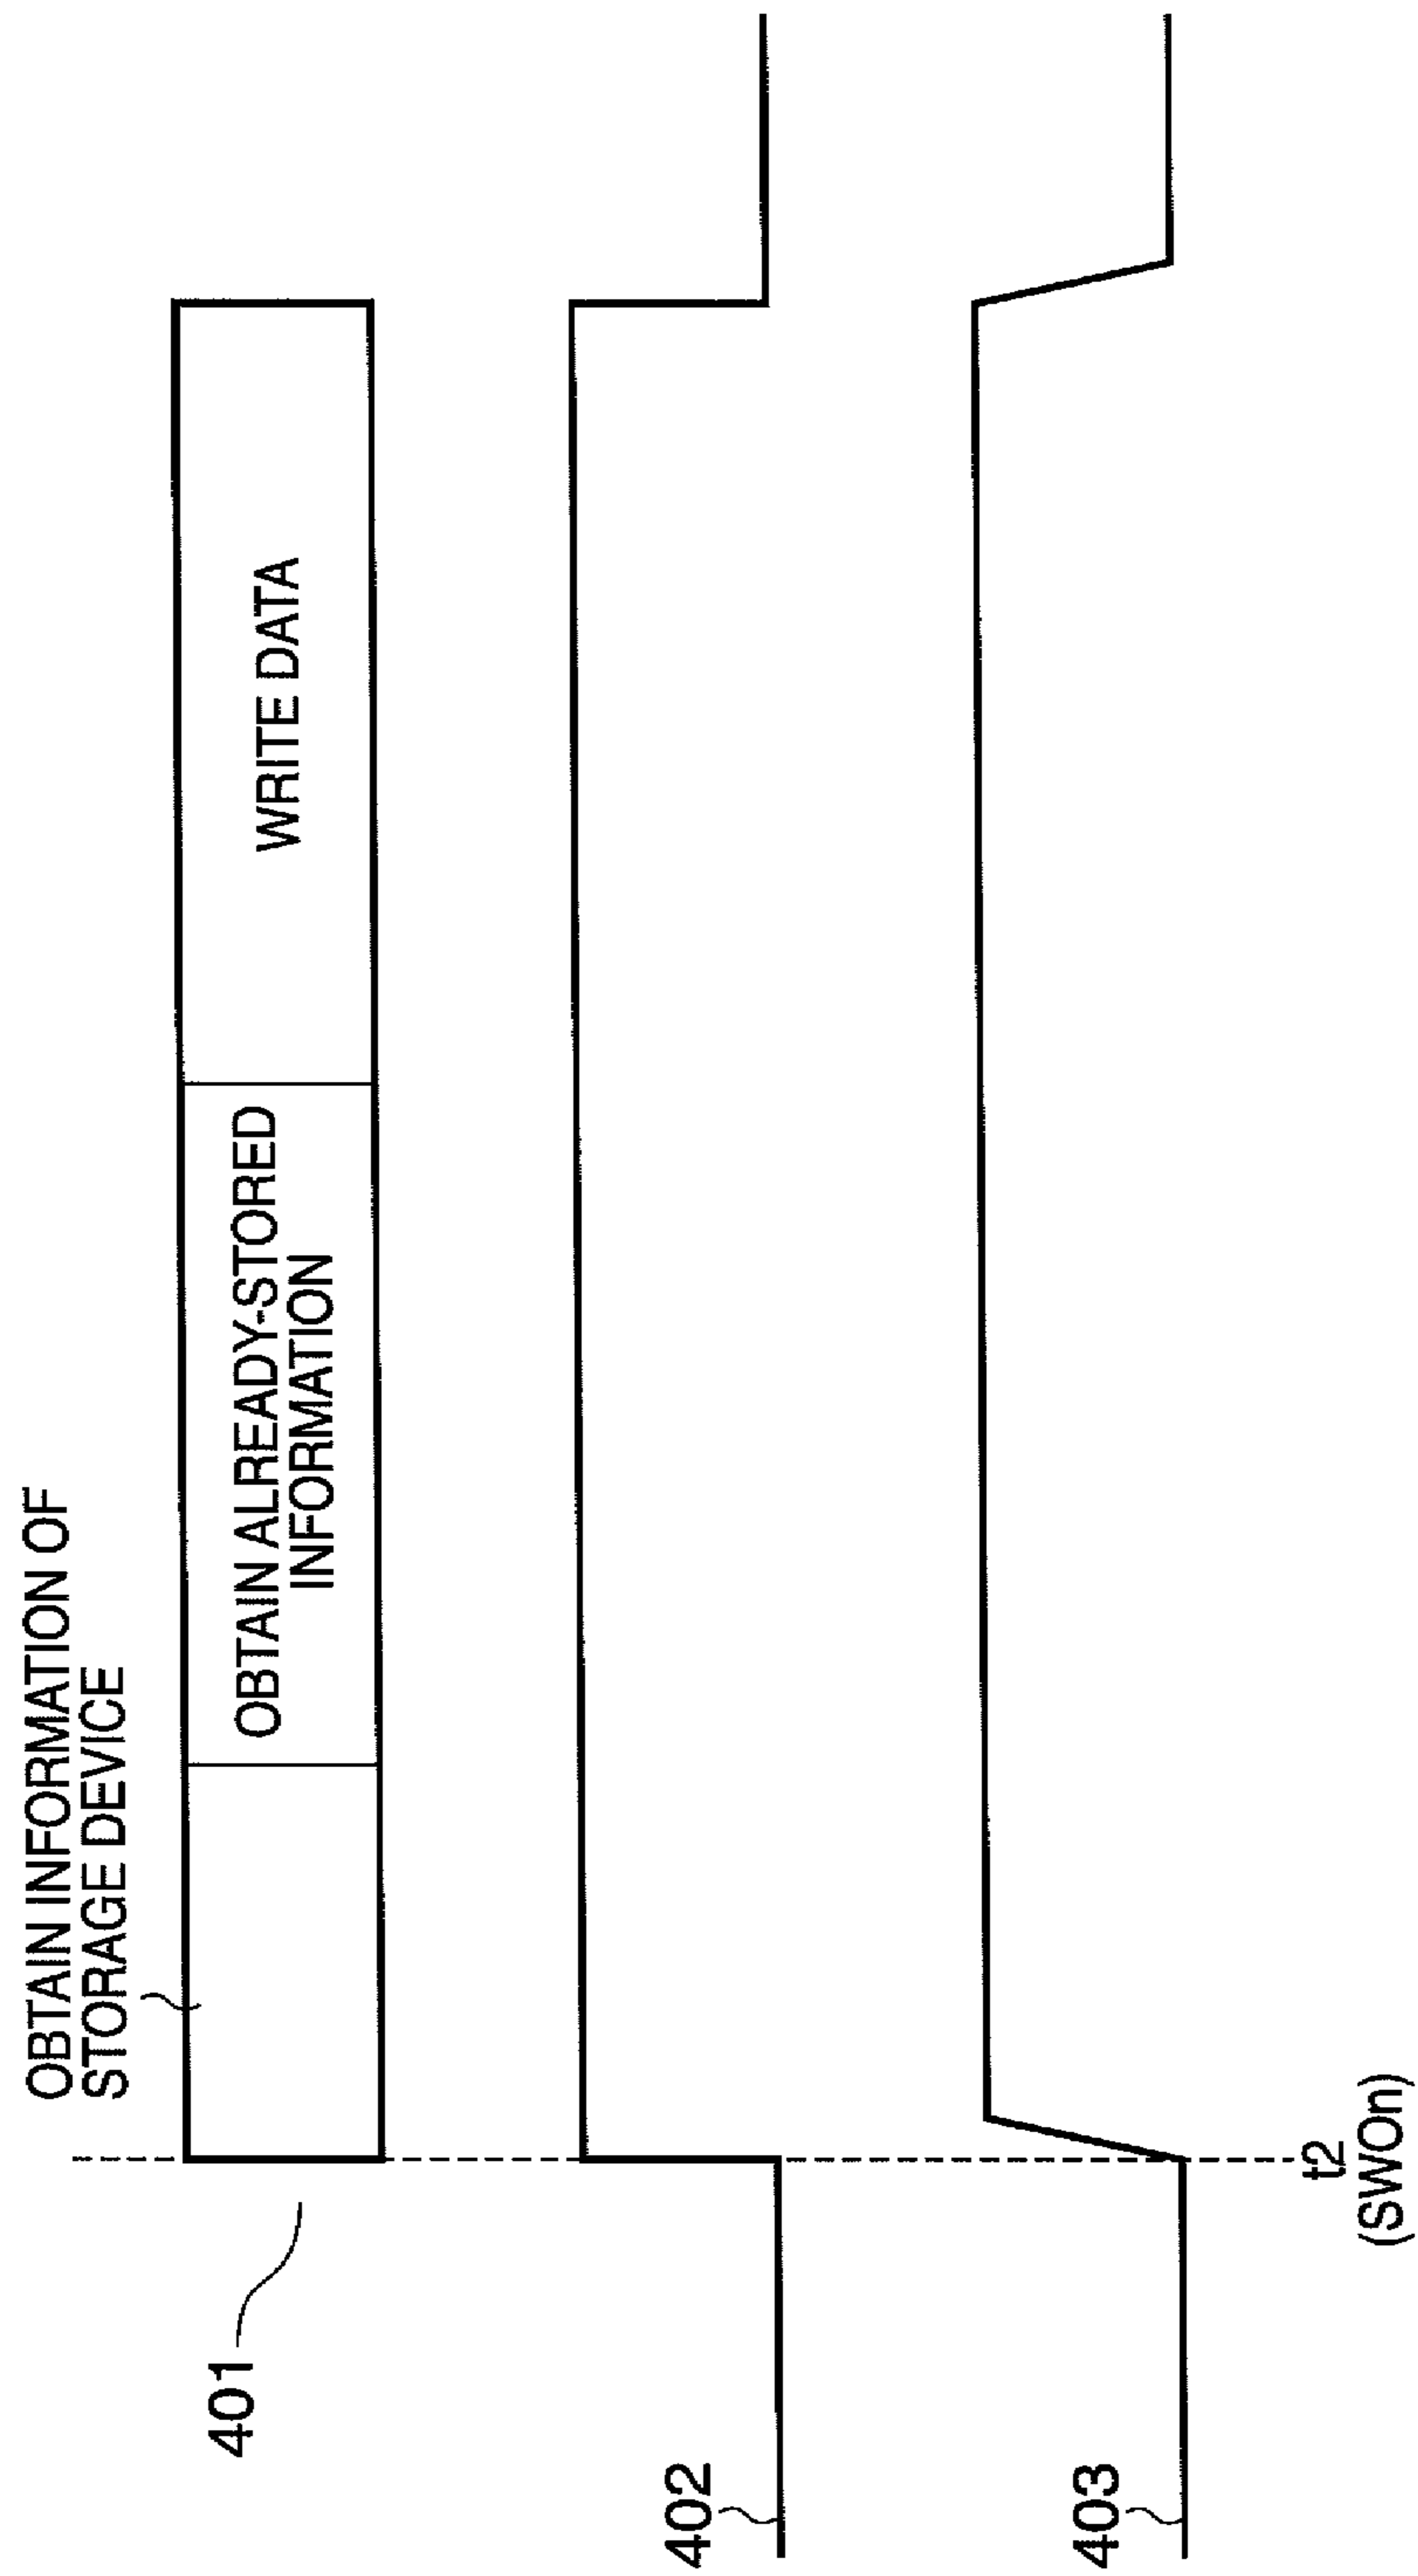 OBTAIN INFORMATION OF
STORAGE DEVICE
401
OBTAIN ALREADY-STORED
INFORMATION
WRITE DATA
402
403
t2
(SWOn)